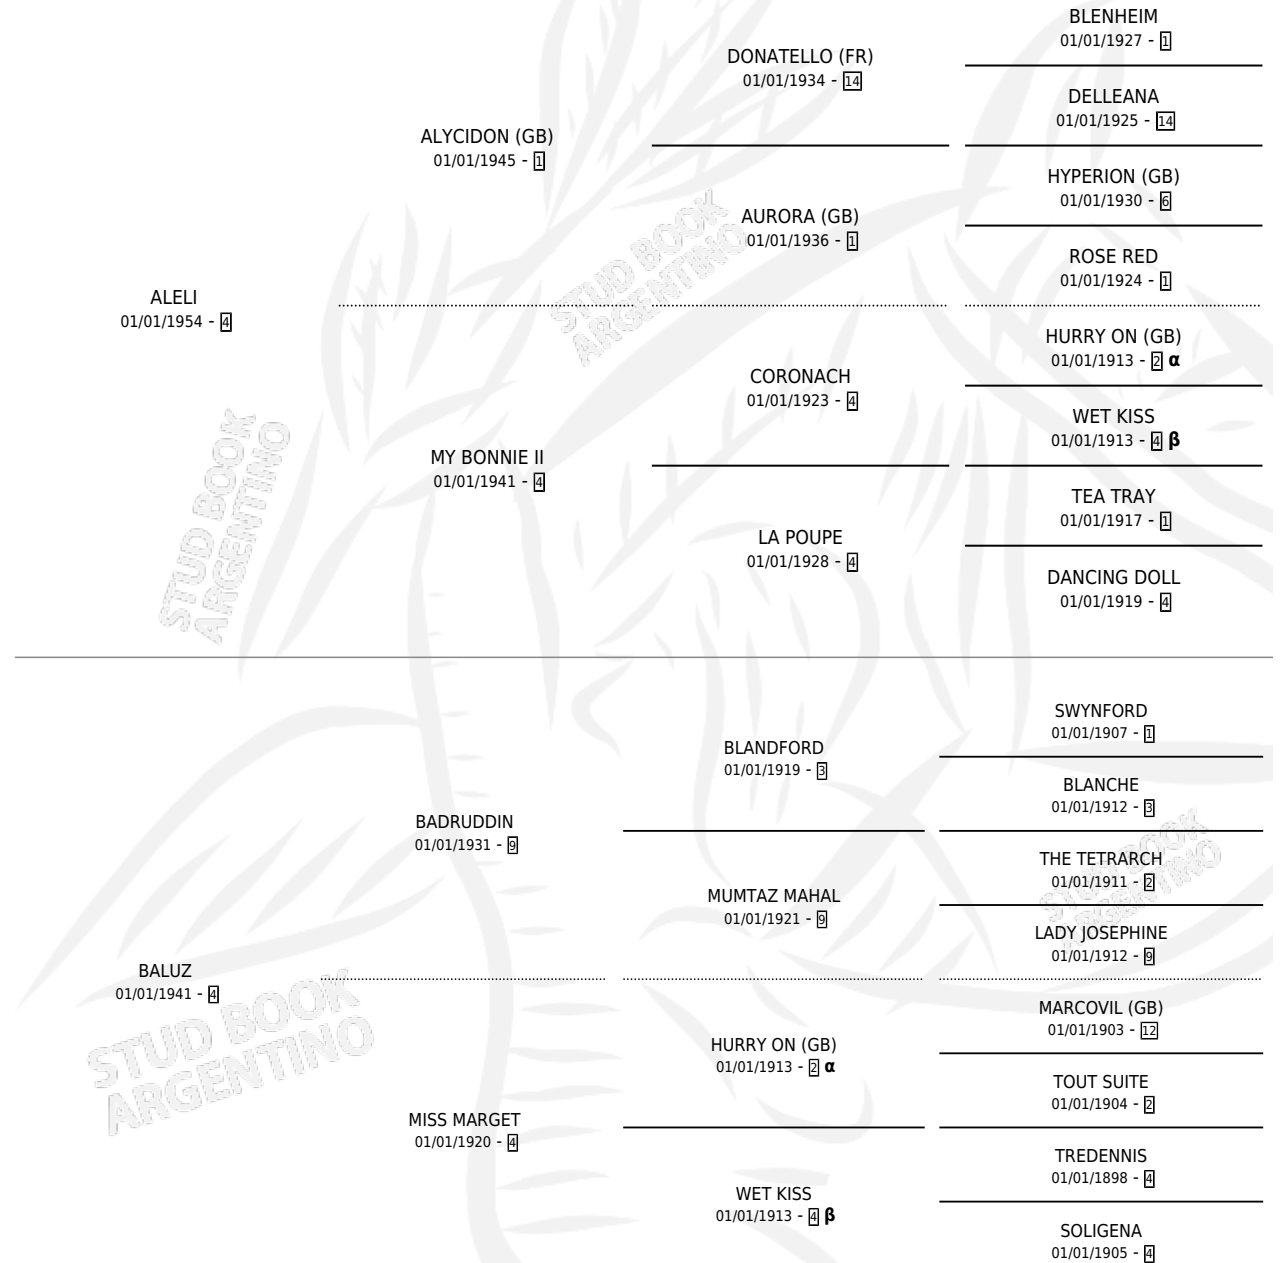 BLENHEIM
01/01/1927 - 1
DONATELLO (FR)
01/01/1934 - 14
DELLEANA
01/01/1925 - 14
ALYCIDON (GB)
01/01/1945 - 1
HYPERION (GB)
01/01/1930 - 6
AURORA (GB)
01/01/1936 - 1
ROSE RED
01/01/1924 - 1
ALELI
01/01/1954 - 4
HURRY ON (GB)
01/01/1913 - 2 α
CORONACH
01/01/1923 - 4
WET KISS
01/01/1913 - 4 β
MY BONNIE II
01/01/1941 - 4
TEA TRAY
01/01/1917 - 1
LA POUPE
01/01/1928 - 4
DANCING DOLL
01/01/1919 - 4
STUD BOOK
ARGENTINO
STUD BOOK
ARGENTINO
SWYNFORD
01/01/1907 - 1
BLANDFORD
01/01/1919 - 3
BLANCHE
01/01/1912 - 3
BADRUDDIN
01/01/1931 - 9
THE TETRARCH
01/01/1911 - 2
MUMTAZ MAHAL
01/01/1921 - 9
LADY JOSEPHINE
01/01/1912 - 9
BALUZ
01/01/1941 - 4
MARCOVIL (GB)
01/01/1903 - 12
HURRY ON (GB)
01/01/1913 - 2 α
TOUT SUITE
01/01/1904 - 2
MISS MARGET
01/01/1920 - 4
TREDENNIS
01/01/1898 - 4
WET KISS
01/01/1913 - 4 β
SOLIGENA
01/01/1905 - 4
STUD BOOK
ARGENTINO
STUD BOOK
ARGENTINO